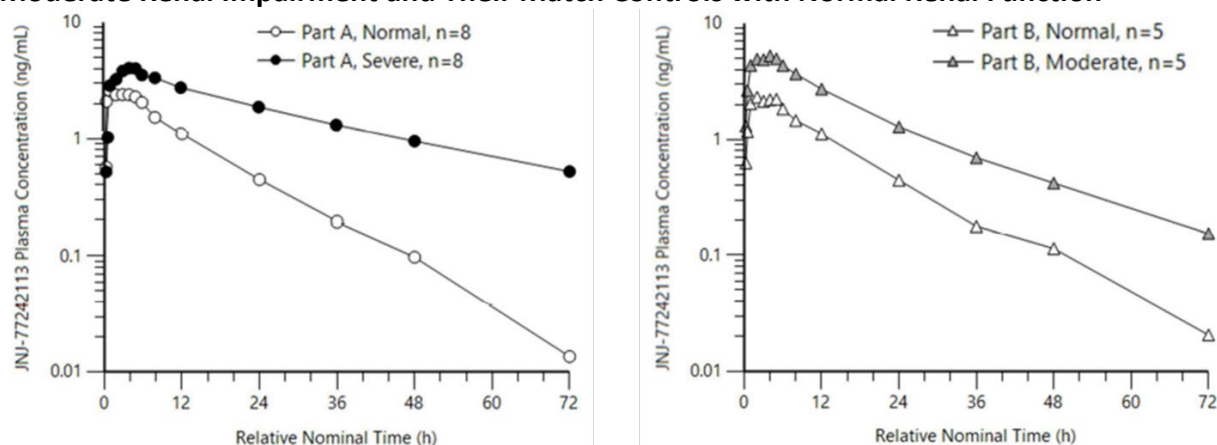 moderate Renal Impairment and Their Match Controls with Normal Renal Function
Part A, Normal, n=8
Part A, Severe, n=8
JNJ-77242113 Plasma Concentration (ng/mL)
10
1
0.1
0.01
0 12 24 36 48 60 72
Relative Nominal Time (h)
Part B, Normal, n=5
Part B, Moderate, n=5
JNJ-77242113 Plasma Concentration (ng/mL)
10
1
0.1
0.01
0 12 24 36 48 60 72
Relative Nominal Time (h)